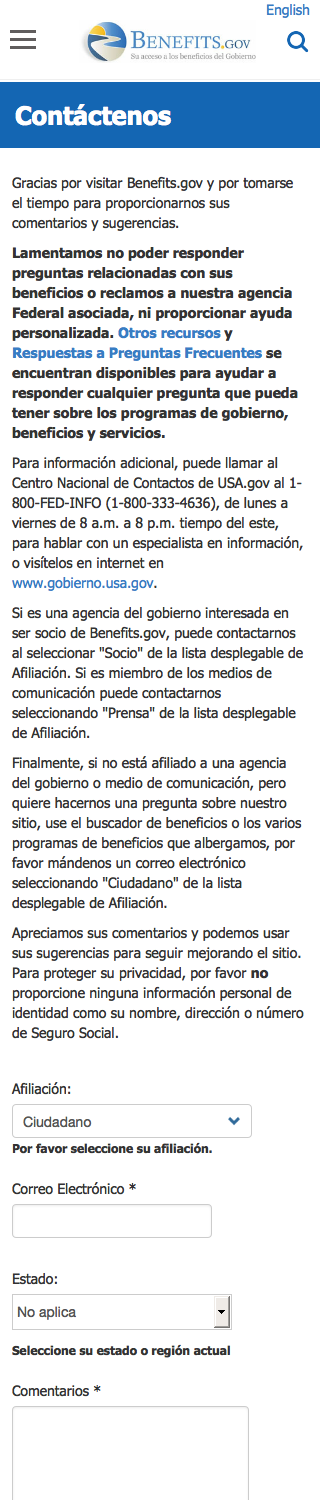 English
BENEFITS.GOV
Su acceso a los beneficios del Gobierno
Contáctenos
Gracias por visitar Benefits.gov y por tomarse
el tiempo para proporcionarnos sus
comentarios y sugerencias.
Lamentamos no poder responder
preguntas relacionadas con sus
beneficios o reclamos a nuestra agencia
Federal asociada, ni proporcionar ayuda
personalizada. Otros recursos y
Respuestas a Preguntas Frecuentes se
encuentran disponibles para ayudar a
responder cualquier pregunta que pueda
tener sobre los programas de gobierno,
beneficios y servicios.
Para información adicional, puede llamar al
Centro Nacional de Contactos de USA.gov al 1-
800-FED-INFO (1-800-333-4636), de lunes a
viernes de 8 a.m. a 8 p.m. tiempo del este,
para hablar con un especialista en información,
o visítelos en internet en
www.gobierno.usa.gov.
Si es una agencia del gobierno interesada en
ser socio de Benefits.gov, puede contactarnos
al seleccionar "Socio" de la lista desplegable de
Afiliación. Si es miembro de los medios de
comunicación puede contactarnos
seleccionando "Prensa" de la lista desplegable
de Afiliación.
Finalmente, si no está afiliado a una agencia
del gobierno o medio de comunicación, pero
quiere hacernos una pregunta sobre nuestro
sitio, use el buscador de beneficios o los varios
programas de beneficios que albergamos, por
favor mándenos un correo electrónico
seleccionando "Ciudadano" de la lista
desplegable de Afiliación.
Apreciamos sus comentarios y podemos usar
sus sugerencias para seguir mejorando el sitio.
Para proteger su privacidad, por favor no
proporcione ninguna información personal de
identidad como su nombre, dirección o número
de Seguro Social.
Afiliación:
Ciudadano
Por favor seleccione su afiliación.
Correo Electrónico *
Estado:
No aplica
Seleccione su estado o región actual
Comentarios *